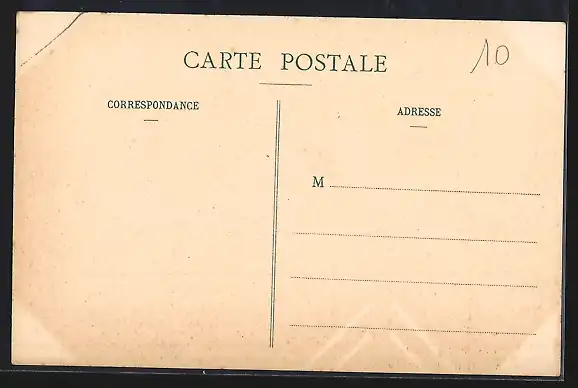 CARTE POSTALE
10
CORRESPONDANCE
ADRESSE
M